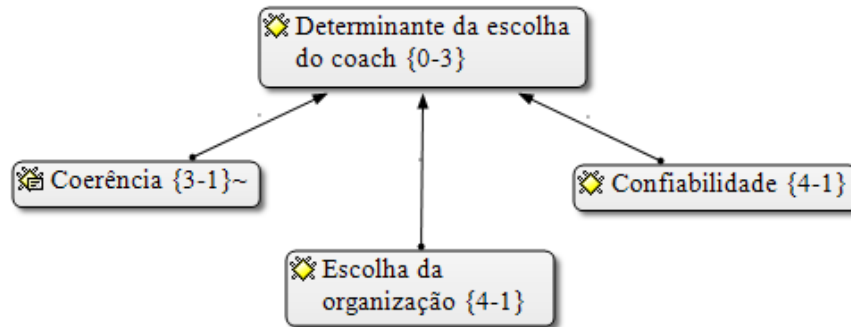 Determinante da escolha
do coach {0-3}
Coerência {3-1}~
Confiabilidade {4-1}
Escolha da
organização {4-1}